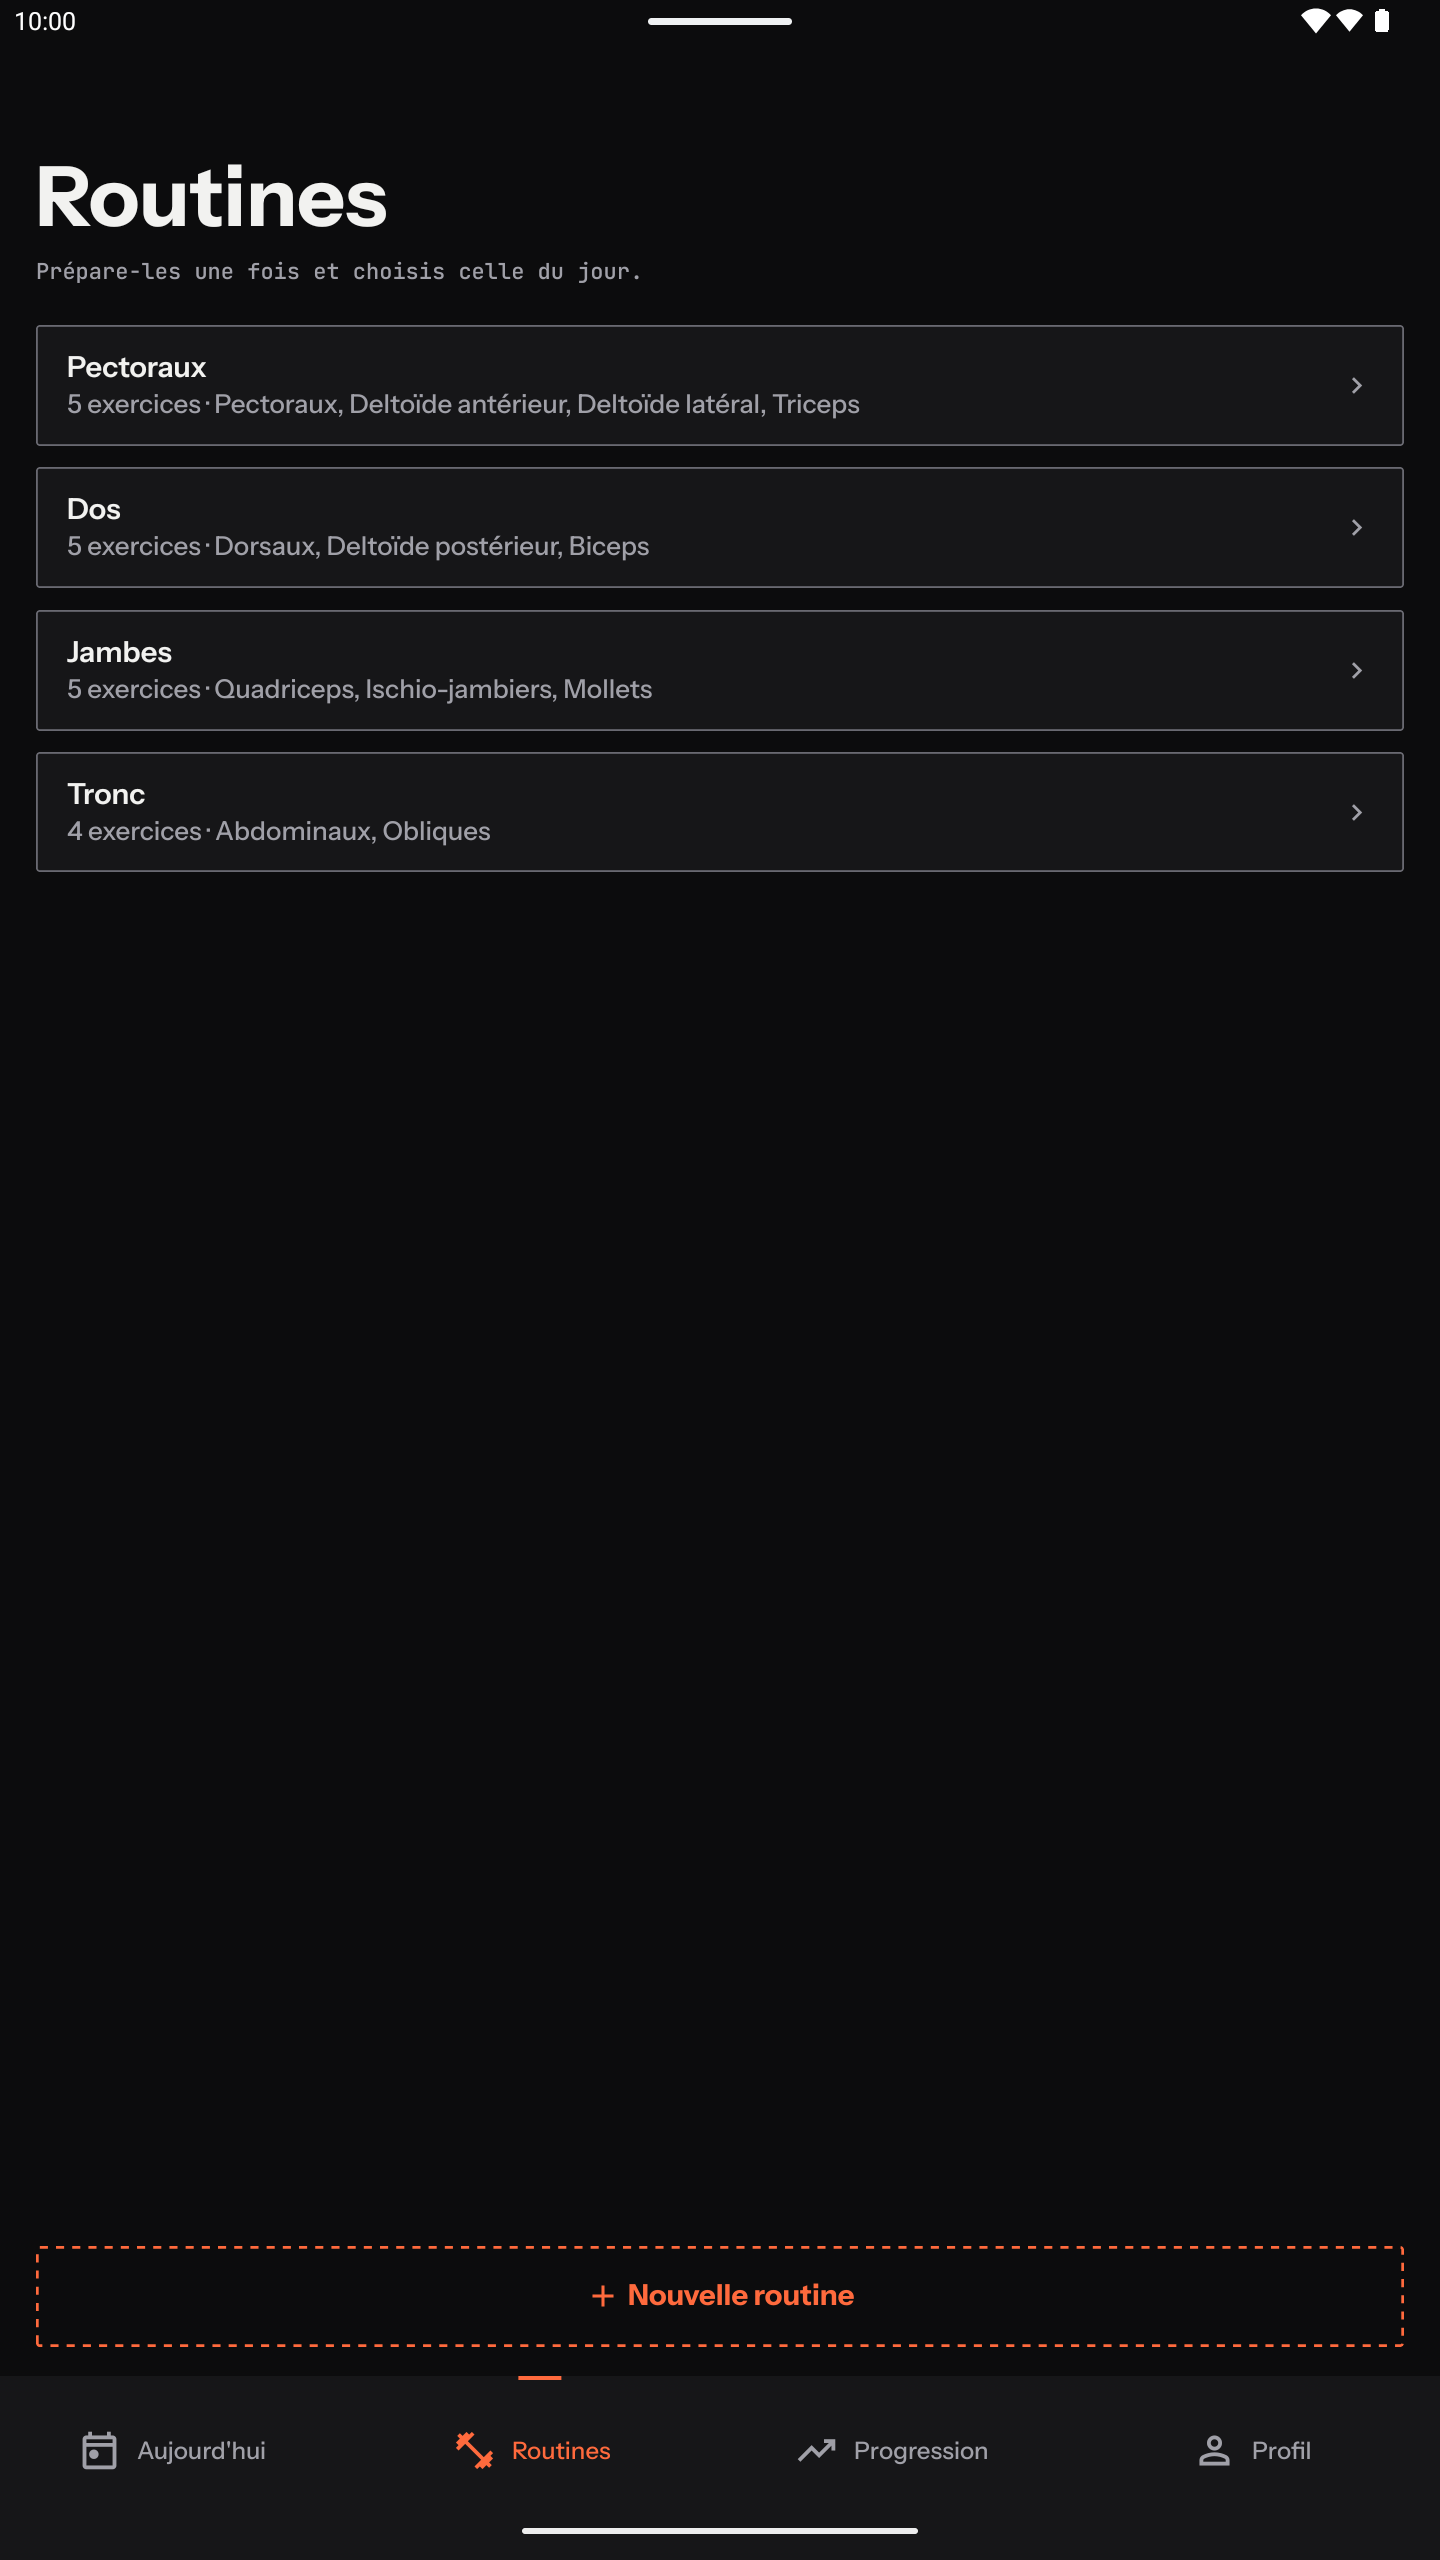 10:00
Routines
Prépare-les une fois et choisis celle du jour.
Pectoraux
5 exercices · Pectoraux, Deltoïde antérieur, Deltoïde latéral, Triceps
Dos
5 exercices · Dorsaux, Deltoïde postérieur, Biceps
Jambes
5 exercices · Quadriceps, Ischio-jambiers, Mollets
Tronc
4 exercices · Abdominaux, Obliques
+ Nouvelle routine
Aujourd'hui
Routines
Progression
Profil